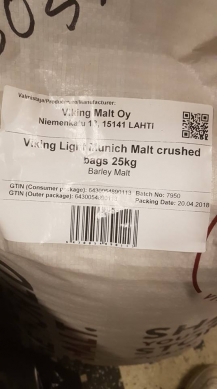 Valmistaja/Producent/Manufacturer:
Viking Malt Oy
Niemenkatu 18, 15141 LAHTI
Viking Light Munich Malt crushed
bags 25kg
Barley Malt
GTIN (Consumer package): Batch No: 7950
GTIN (Outer package): Packing Date: 20.04.2018